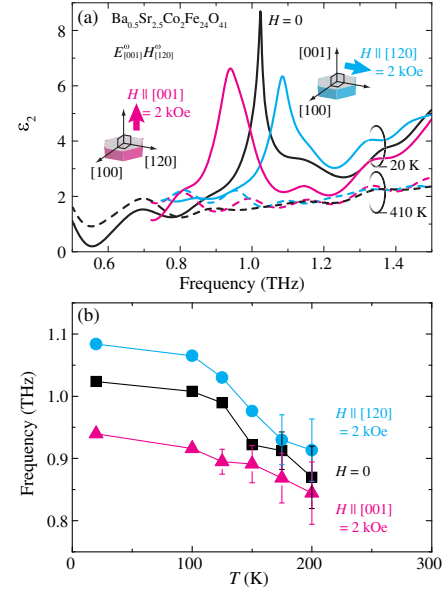 (a)
Ba0.5Sr2.5Co2Fe24O41
H = 0
Eω[001]Hω[120]
[001]
H || [120]
= 2 kOe
[100]
H || [001]
= 2 kOe
[100]
[120]
20 K
410 K
ε2
8
6
4
2
0
0.6
0.8
1.0
1.2
1.4
Frequency (THz)
(b)
Frequency (THz)
1.1
1.0
0.9
0.8
H || [120]
= 2 kOe
H = 0
H || [001]
= 2 kOe
0
100
200
300
T (K)